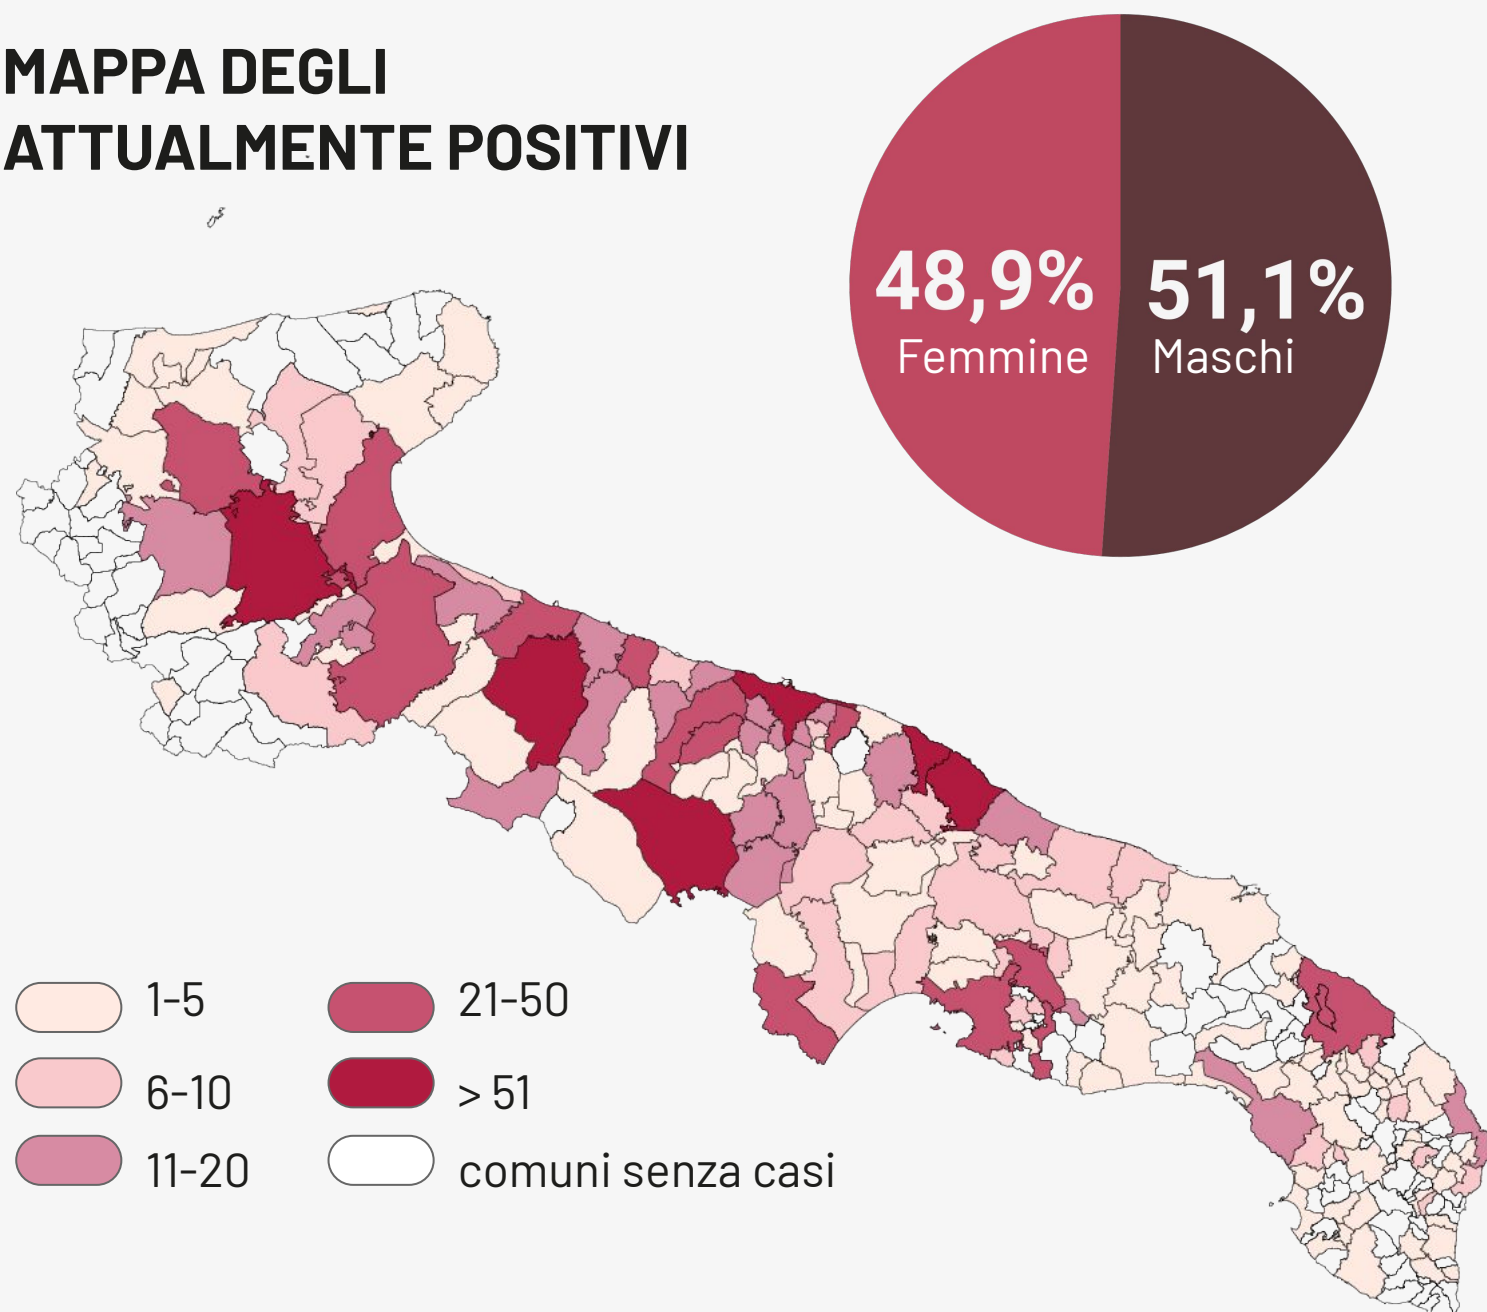 MAPPA DEGLI
ATTUALMENTE POSITIVI
48,9%
Femmine
51,1%
Maschi
1-5
6-10
11-20
21-50
> 51
comuni senza casi